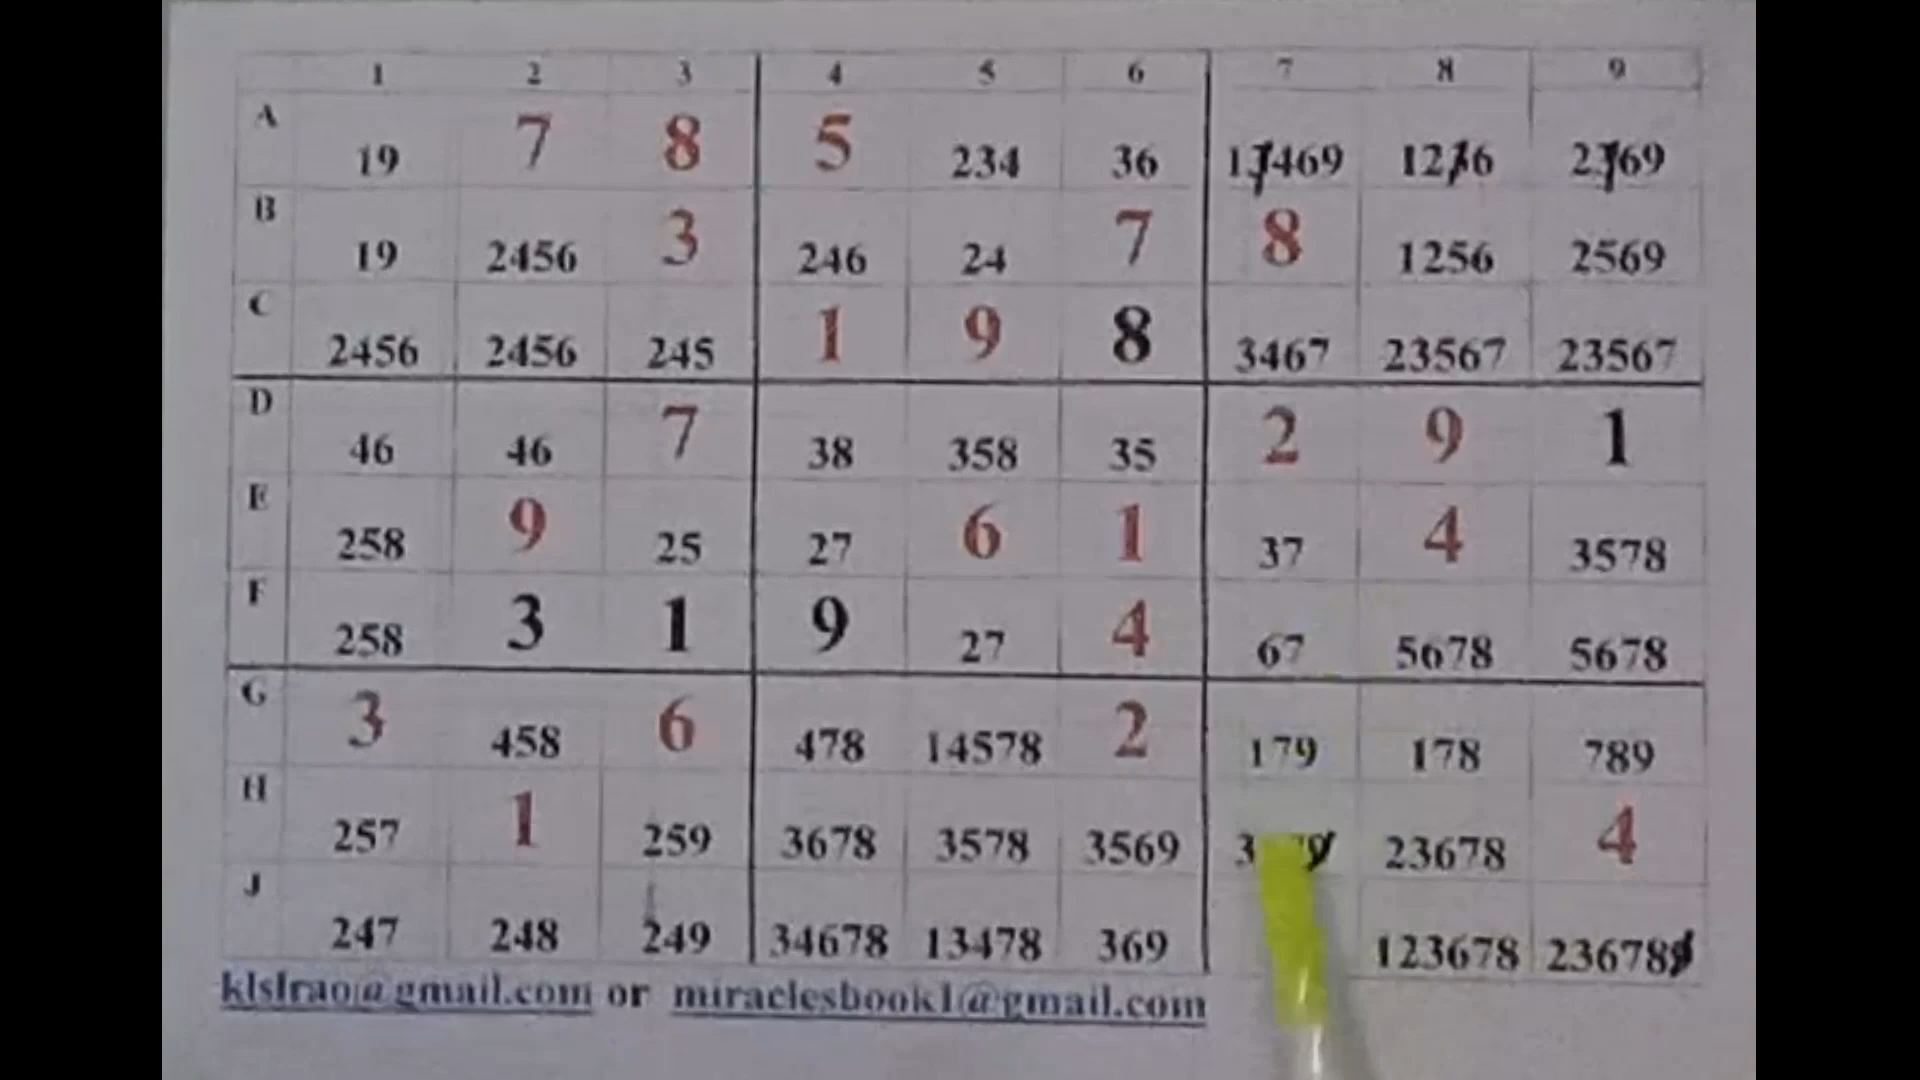 1 2 3 4 5 6 7 8 9
A 19 7 8 5 234 36 17469 1276 2769
B 19 2456 3 246 24 7 8 1256 2569
C 2456 2456 245 1 9 8 3467 23567 23567
D 46 46 7 38 358 35 2 9 1
E 258 9 25 27 6 1 37 4 3578
F 258 3 1 9 27 4 67 5678 5678
G 3 458 6 478 14578 2 179 178 789
H 257 1 259 3678 3578 3569 23678 4
J 247 248 249 34678 13478 369 123678 236789
klslrao@gmail.com or miraclesbook1@gmail.com